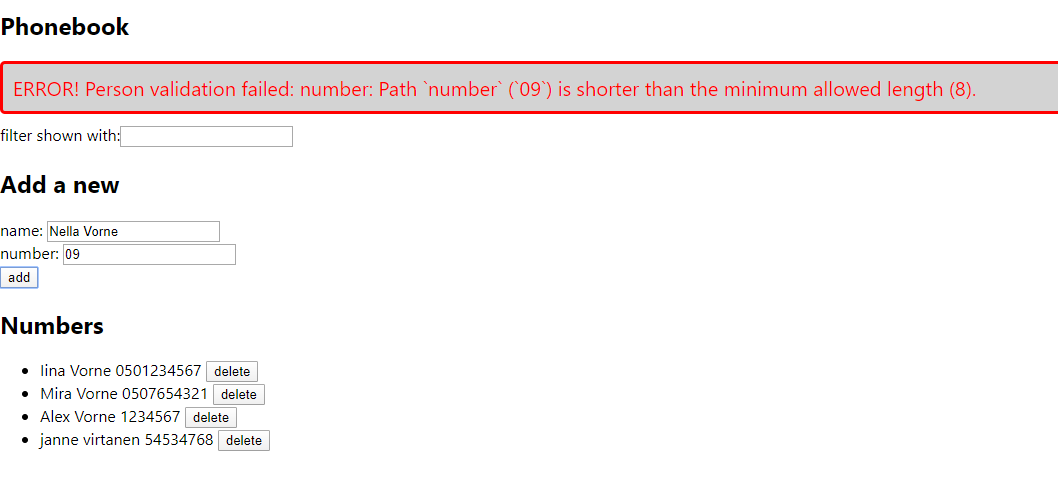 Phonebook
ERROR! Person validation failed: number: Path `number` (`09`) is shorter than the minimum allowed length (8).
filter shown with:
Add a new
name: Nella Vorne
number: 09
add
Numbers
Iina Vorne 0501234567 delete
Mira Vorne 0507654321 delete
Alex Vorne 1234567 delete
janne virtanen 54534768 delete